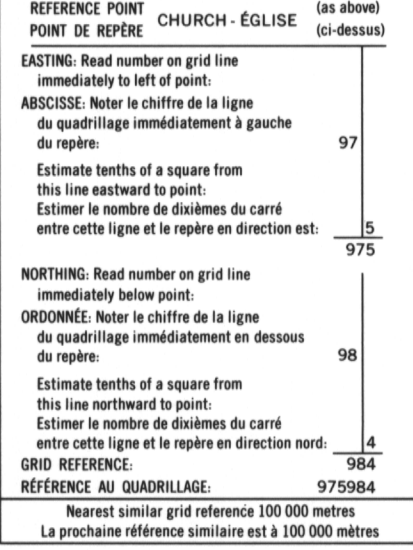 REFERENCE POINT CHURCH - ÉGLISE (as above)
POINT DE REPÈRE (ci-dessus)
EASTING: Read number on grid line
immediately to left of point:
ABSCISSE: Noter le chiffre de la ligne
du quadrillage immédiatement à gauche
du repère: 97
Estimate tenths of a square from
this line eastward to point:
Estimer le nombre de dixièmes du carré
entre cette ligne et le repère en direction est: 5
975
NORTHING: Read number on grid line
immediately below point:
ORDONNÉE: Noter le chiffre de la ligne
du quadrillage immédiatement en dessous
du repère: 98
Estimate tenths of a square from
this line northward to point:
Estimer le nombre de dixièmes du carré
entre cette ligne et le repère en direction nord: 4
GRID REFERENCE: 984
RÉFÉRENCE AU QUADRILLAGE: 975984
Nearest similar grid reference 100 000 metres
La prochaine référence similaire est à 100 000 mètres